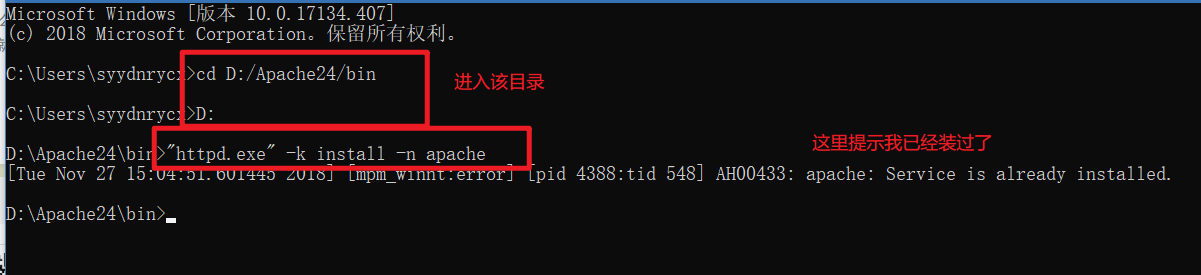 Microsoft Windows [版本 10.0.17134.407]
(c) 2018 Microsoft Corporation。保留所有权利。
C:\Users\syydnrycx>cd D:/Apache24/bin
进入该目录
C:\Users\syydnrycx>D:
这里提示我已经装过了
D:\Apache24\bin>"httpd.exe" -k install -n apache
[Tue Nov 27 15:04:51.601445 2018] [mpm_winnt:error] [pid 4388:tid 548] AH00433: apache: Service is already installed.
D:\Apache24\bin>